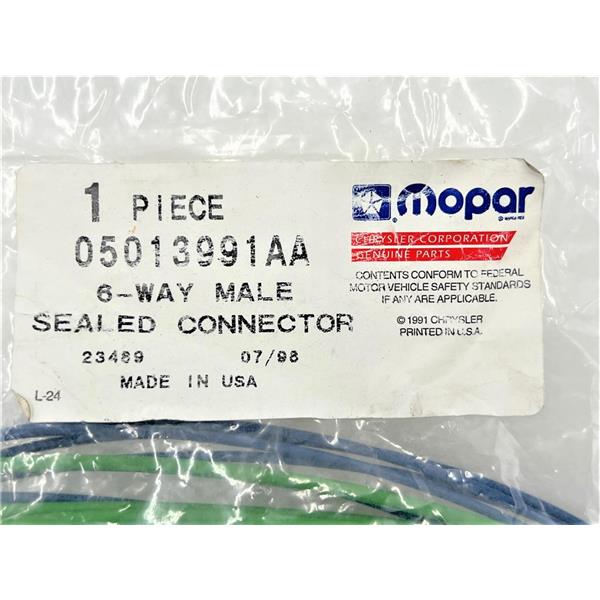 1 PIECE
05013991AA
6-WAY MALE
SEALED CONNECTOR
23489 07/98
MADE IN USA
L-24
mopar
CHRYSLER CORPORATION
GENUINE PARTS
CONTENTS CONFORM TO FEDERAL
MOTOR VEHICLE SAFETY STANDARDS
IF ANY ARE APPLICABLE.
© 1991 CHRYSLER
PRINTED IN U.S.A.